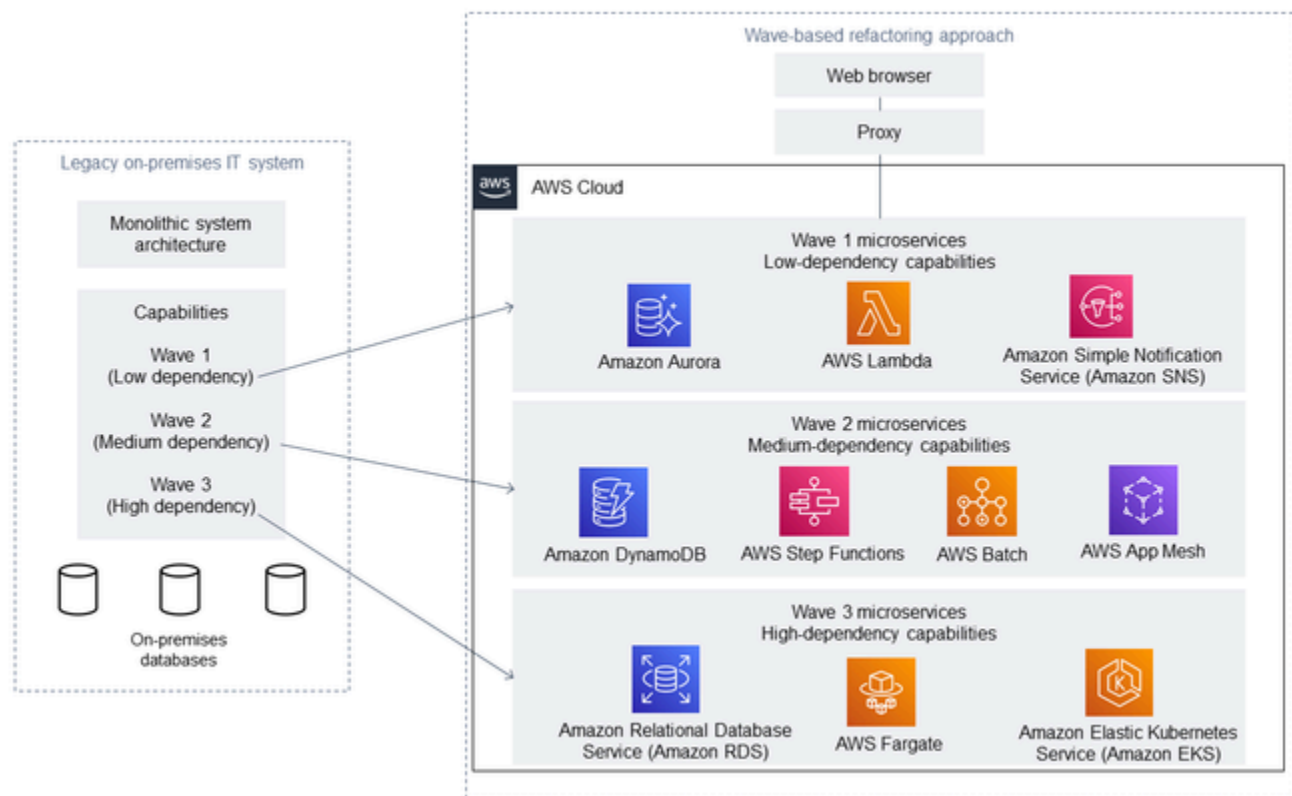 Wave-based refactoring approach
Web browser
Proxy
Legacy on-premises IT system
Monolithic system
architecture
Capabilities
Wave 1
(Low dependency)
Wave 2
(Medium dependency)
Wave 3
(High dependency)
On-premises
databases
aws
AWS Cloud
Wave 1 microservices
Low-dependency capabilities
Amazon Aurora
AWS Lambda
Amazon Simple Notification
Service (Amazon SNS)
Wave 2 microservices
Medium-dependency capabilities
Amazon DynamoDB
AWS Step Functions
AWS Batch
AWS App Mesh
Wave 3 microservices
High-dependency capabilities
Amazon Relational Database
Service (Amazon RDS)
AWS Fargate
K
Amazon Elastic Kubernetes
Service (Amazon EKS)